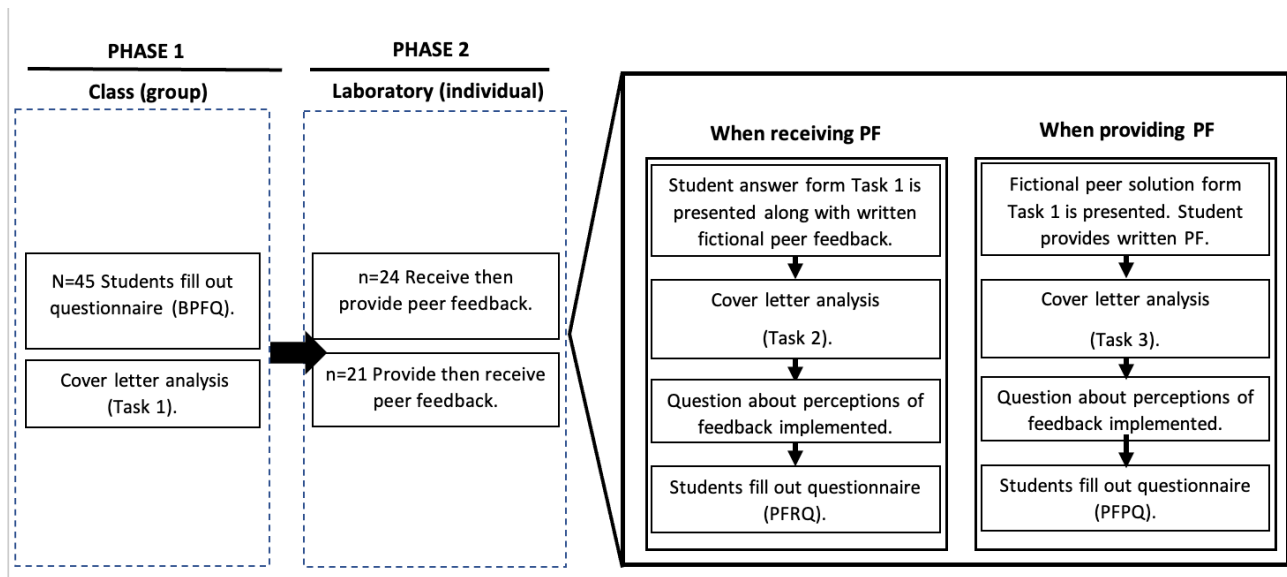 PHASE 1
Class (group)
N=45 Students fill out
questionnaire (BPFQ).
Cover letter analysis
(Task 1).
PHASE 2
Laboratory (individual)
n=24 Receive then
provide peer feedback.
n=21 Provide then receive
peer feedback.
When receiving PF
Student answer form Task 1 is
presented along with written
fictional peer feedback.
Cover letter analysis
(Task 2).
Question about perceptions of
feedback implemented.
Students fill out questionnaire
(PFRQ).
When providing PF
Fictional peer solution form
Task 1 is presented. Student
provides written PF.
Cover letter analysis
(Task 3).
Question about perceptions of
feedback implemented.
Students fill out questionnaire
(PFPQ).